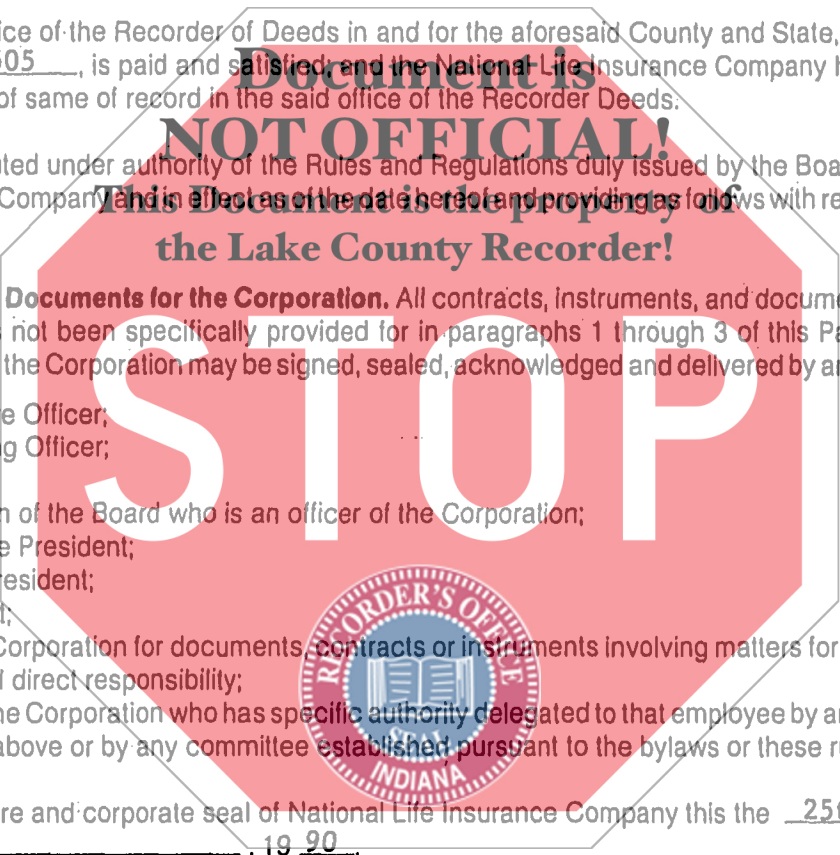 ice of the Recorder of Deeds in and for the aforesaid County and State,
505, is paid and satisfied, and the National Life Insurance Company h
Document is
of same of record in the said office of the Recorder Deeds.
NOT OFFICIAL!
ted under authority of the Rules and Regulations duly issued by the Boa
Company and in effect as of the date hereof and providing as follows with re
This Document is the property of
the Lake County Recorder!
Documents for the Corporation. All contracts, instruments, and docume
s not been specifically provided for in paragraphs 1 through 3 of this Pa
the Corporation may be signed, sealed, acknowledged and delivered by an
STOP
e Officer;
g Officer;
n of the Board who is an officer of the Corporation;
e President;
resident;
t;
Corporation for documents, contracts or instruments involving matters for
d direct responsibility;
he Corporation who has specific authority delegated to that employee by an
above or by any committee established pursuant to the bylaws or these ru
RECORDER'S OFFICE
SEAL
INDIANA
re and corporate seal of National Life Insurance Company this the 25t
, 19 90.